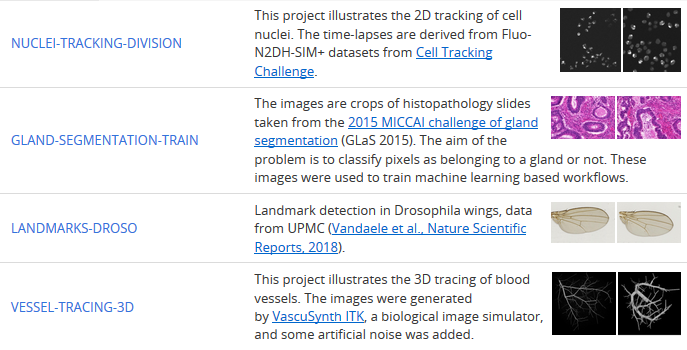 NUCLEI-TRACKING-DIVISION
This project illustrates the 2D tracking of cell
nuclei. The time-lapses are derived from Fluo-
N2DH-SIM+ datasets from Cell Tracking
Challenge.
GLAND-SEGMENTATION-TRAIN
The images are crops of histopathology slides
taken from the 2015 MICCAI challenge of gland
segmentation (GLaS 2015). The aim of the
problem is to classify pixels as belonging to a gland or not. These
images were used to train machine learning based workflows.
LANDMARKS-DROSO
Landmark detection in Drosophila wings, data
from UPMC (Vandaele et al., Nature Scientific
Reports, 2018).
VESSEL-TRACING-3D
This project illustrates the 3D tracing of blood
vessels. The images were generated
by VascuSynth ITK, a biological image simulator,
and some artificial noise was added.